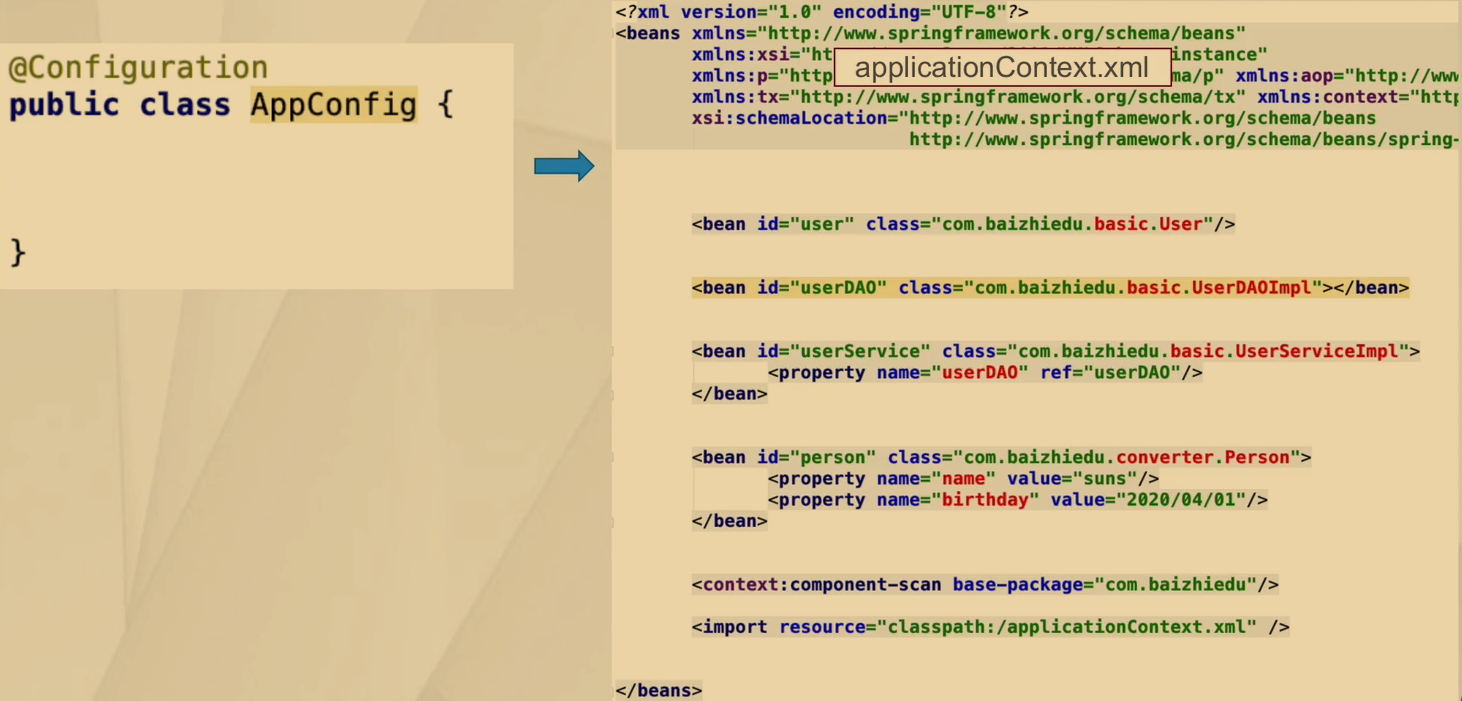 @Configuration
public class AppConfig {
}
<?xml version="1.0" encoding="UTF-8"?>
<beans xmlns="http://www.springframework.org/schema/beans"
xmlns:xsi="ht instance"
applicationContext.xml
xmlns:p="http ma/p" xmlns:aop="http://www
xmlns:tx="http://www.springframework.org/schema/tx" xmlns:context="http
xsi:schemaLocation="http://www.springframework.org/schema/beans
http://www.springframework.org/schema/beans/spring-
<bean id="user" class="com.baizhiedu.basic.User"/>
<bean id="userDAO" class="com.baizhiedu.basic.UserDAOImpl"></bean>
<bean id="userService" class="com.baizhiedu.basic.UserServiceImpl">
<property name="userDAO" ref="userDAO"/>
</bean>
<bean id="person" class="com.baizhiedu.converter.Person">
<property name="name" value="suns"/>
<property name="birthday" value="2020/04/01"/>
</bean>
<context:component-scan base-package="com.baizhiedu"/>
<import resource="classpath:/applicationContext.xml" />
</beans>